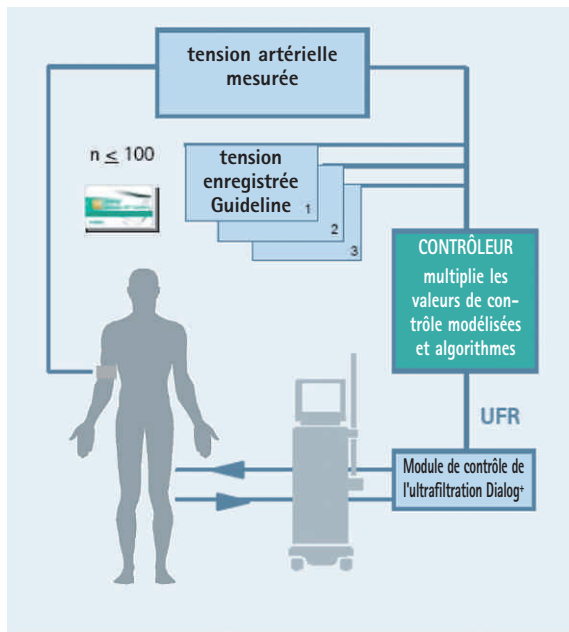 tension artérielle
mesurée
n ≤ 100
tension
enregistrée
Guideline
1
2
3
CONTRÔLEUR
multiplie les
valeurs de con-
trôle modélisées
et algorithmes
UFR
Module de contrôle de
l'ultrafiltration Dialog+